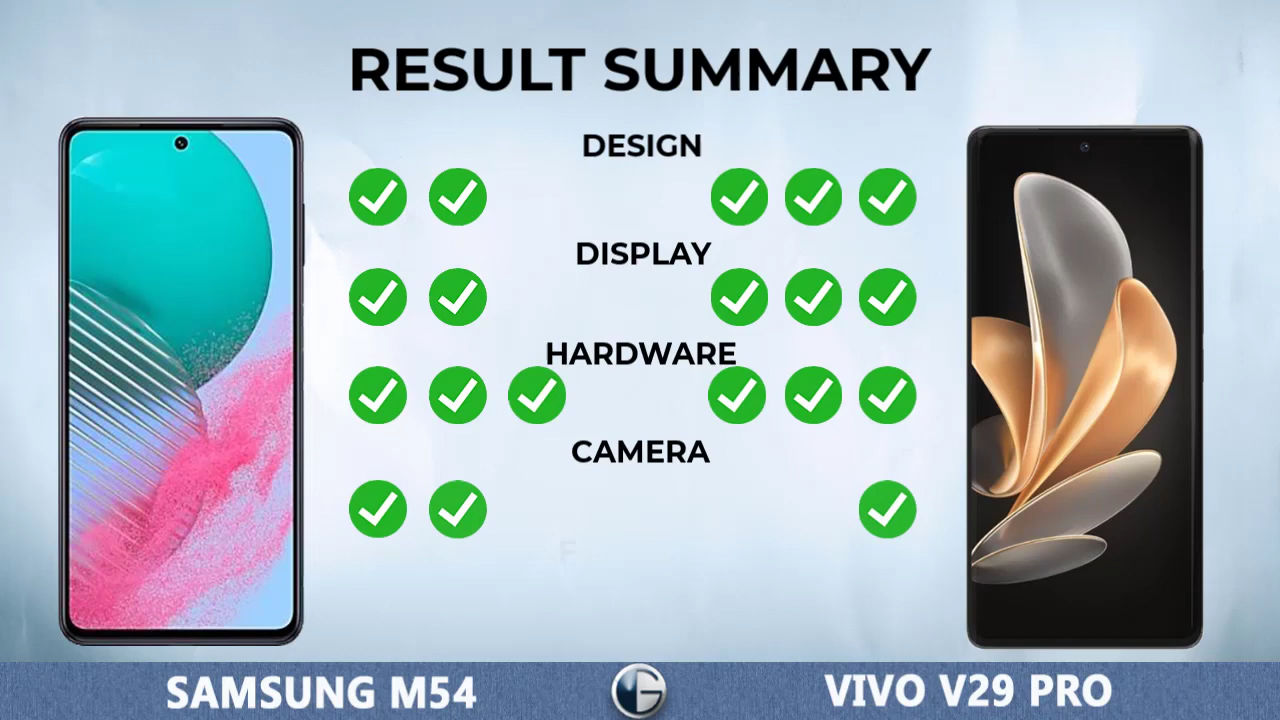 RESULT SUMMARY
DESIGN
DISPLAY
HARDWARE
CAMERA
F
SAMSUNG M54
G
VIVO V29 PRO